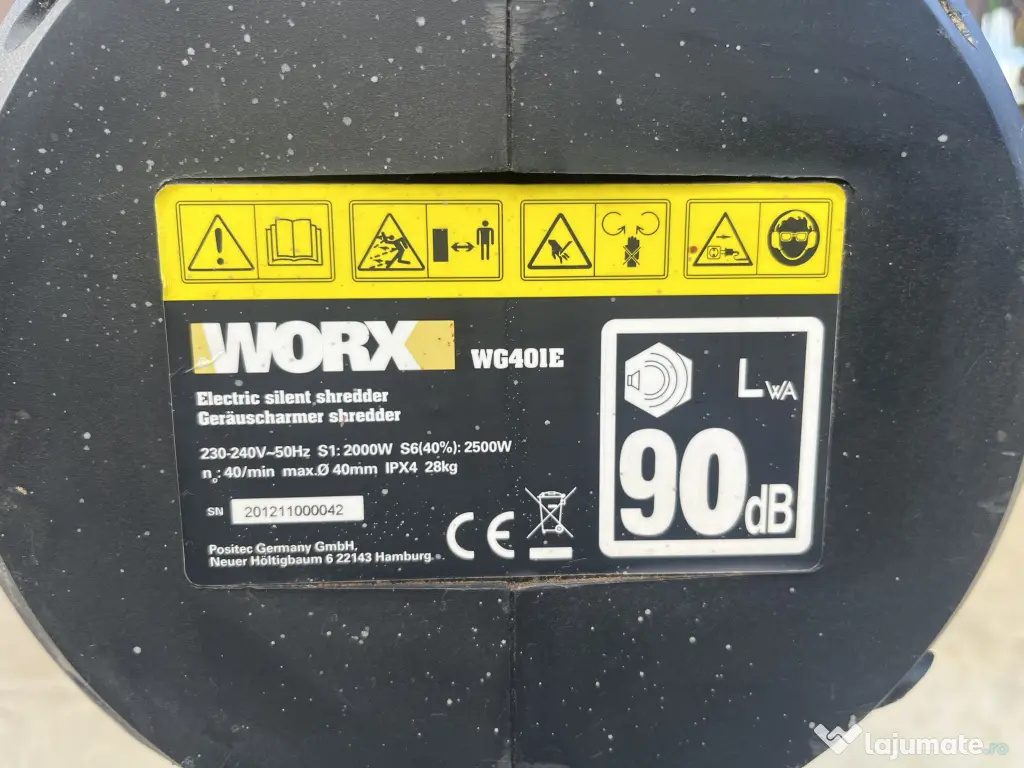 WORX WG401E
Electric silent shredder
Geräuscharmer shredder
230-240V~50Hz S1: 2000W S6(40%): 2500W
n₀: 40/min max.Ø 40mm IPX4 28kg
SN 201211000042
Positec Germany GmbH,
Neuer Höltigbaum 6 22143 Hamburg
CE
LWA
90dB
lajumate.ro